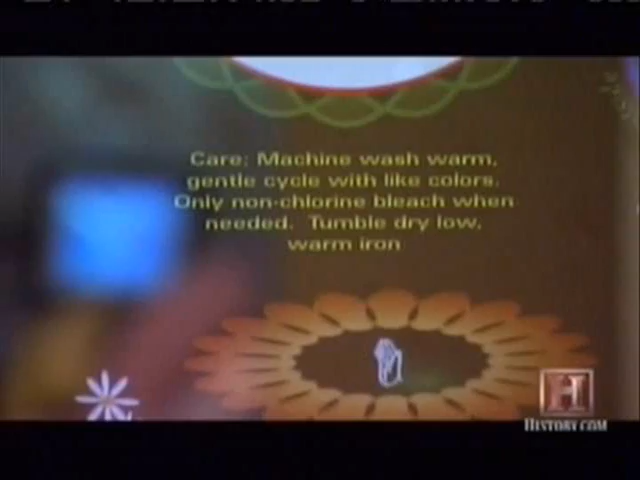 Care: Machine wash warm,
gentle cycle with like colors.
Only non-chlorine bleach when
needed. Tumble dry low,
warm iron
H
HISTORY.COM